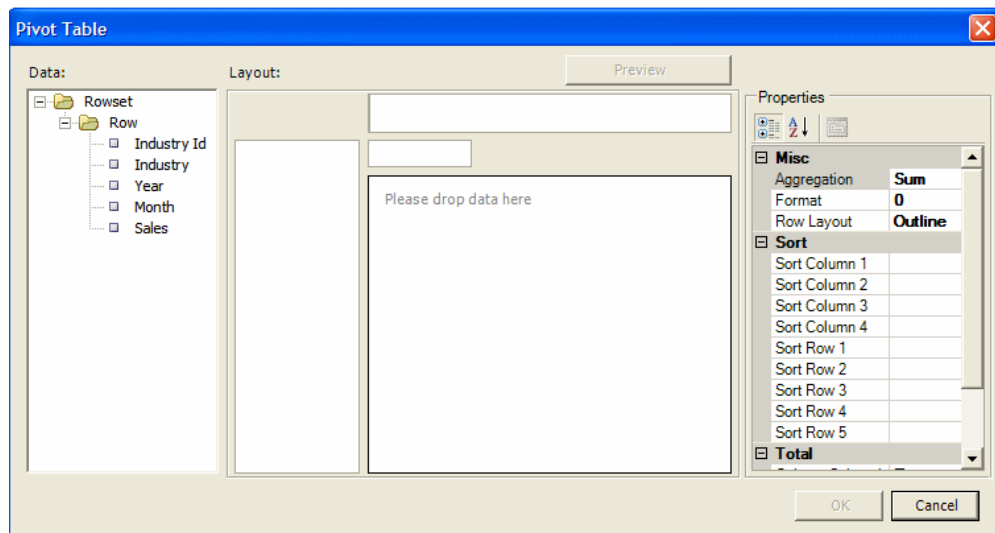 Pivot Table
Data:
Layout:
Preview
Rowset
Row
Industry Id
Industry
Year
Month
Sales
Please drop data here
Properties
Misc
Aggregation Sum
Format 0
Row Layout Outline
Sort
Sort Column 1
Sort Column 2
Sort Column 3
Sort Column 4
Sort Row 1
Sort Row 2
Sort Row 3
Sort Row 4
Sort Row 5
Total
OK
Cancel